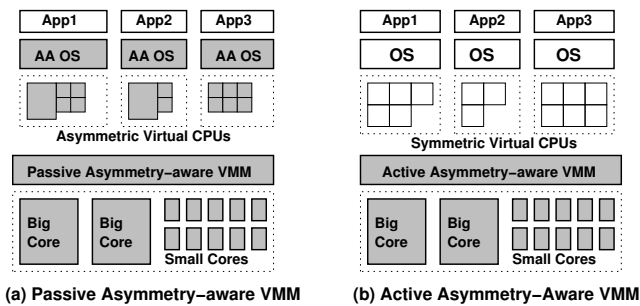 App1 App2 App3 App1 App2 App3
AA OS AA OS AA OS OS OS OS
Asymmetric Virtual CPUs Symmetric Virtual CPUs
Passive Asymmetry-aware VMM Active Asymmetry-aware VMM
Big Core Big Core Small Cores Big Core Big Core Small Cores
(a) Passive Asymmetry-aware VMM (b) Active Asymmetry-Aware VMM